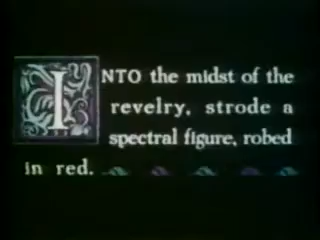 INTO the midst of the
revelry, strode a
spectral figure, robed
in red.